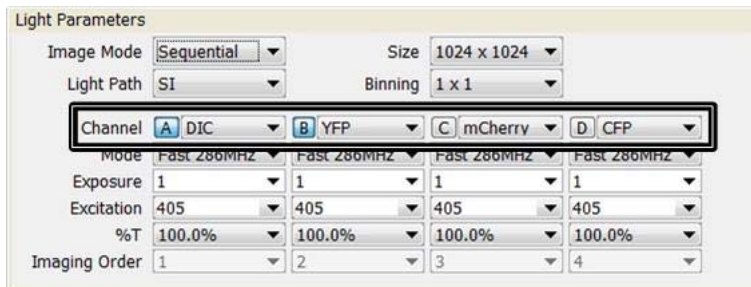 Light Parameters
Image Mode Sequential Size 1024 x 1024
Light Path SI Binning 1 x 1
Channel A DIC B YFP C mCherry D CFP
Mode Fast 286MHz Fast 286MHz Fast 286MHz Fast 286MHz
Exposure 1 1 1 1
Excitation 405 405 405 405
%T 100.0% 100.0% 100.0% 100.0%
Imaging Order 1 2 3 4